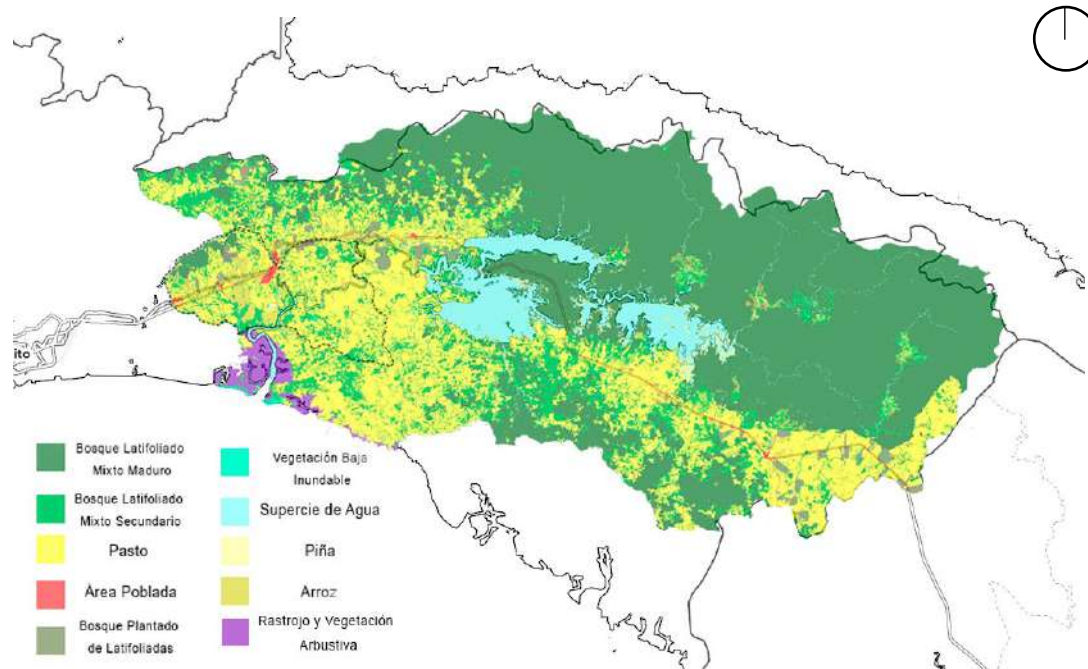 ito
Bosque Latifoliado
Mixto Maduro
Bosque Latifoliado
Mixto Secundario
Pasto
Área Poblada
Bosque Plantado
de Latifoliadas
Vegetación Baja
Inundable
Supercie de Agua
Piña
Arroz
Rastrojo y Vegetación
Arbustiva